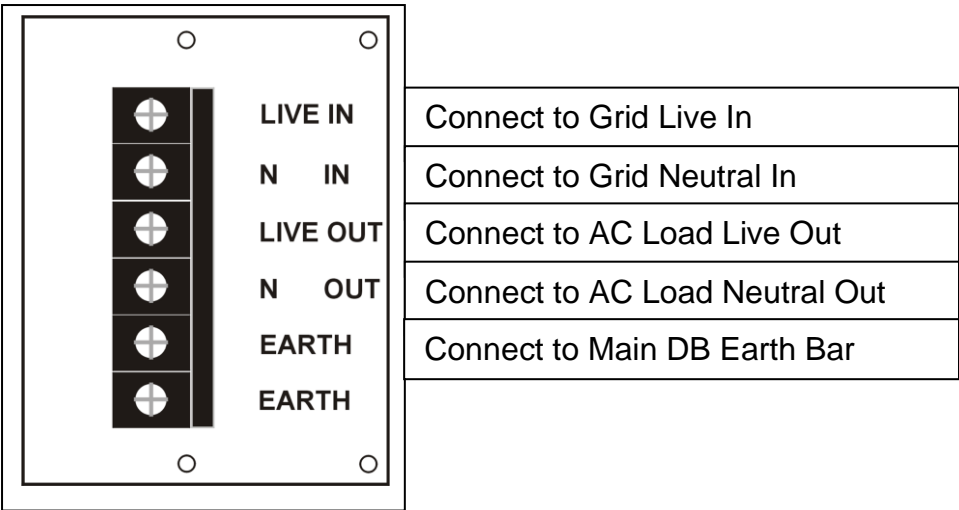 LIVE IN Connect to Grid Live In
N IN Connect to Grid Neutral In
LIVE OUT Connect to AC Load Live Out
N OUT Connect to AC Load Neutral Out
EARTH Connect to Main DB Earth Bar
EARTH